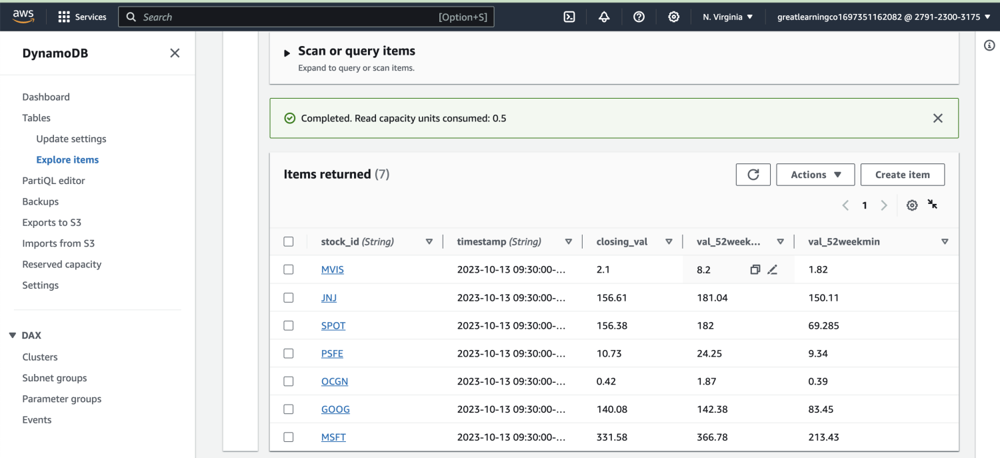 aws
Services
Search [Option+S]
N. Virginia
greatlearningco1697351162082 @ 2791-2300-3175
DynamoDB
Dashboard
Tables
Update settings
Explore items
PartiQL editor
Backups
Exports to S3
Imports from S3
Reserved capacity
Settings
DAX
Clusters
Subnet groups
Parameter groups
Events
Scan or query items
Expand to query or scan items.
Completed. Read capacity units consumed: 0.5
Items returned (7)
Actions
Create item
1
stock_id (String) timestamp (String) closing_val val_52week... val_52weekmin
MVIS 2023-10-13 09:30:00-... 2.1 8.2 1.82
JNJ 2023-10-13 09:30:00-... 156.61 181.04 150.11
SPOT 2023-10-13 09:30:00-... 156.38 182 69.285
PSFE 2023-10-13 09:30:00-... 10.73 24.25 9.34
OCGN 2023-10-13 09:30:00-... 0.42 1.87 0.39
GOOG 2023-10-13 09:30:00-... 140.08 142.38 83.45
MSFT 2023-10-13 09:30:00-... 331.58 366.78 213.43